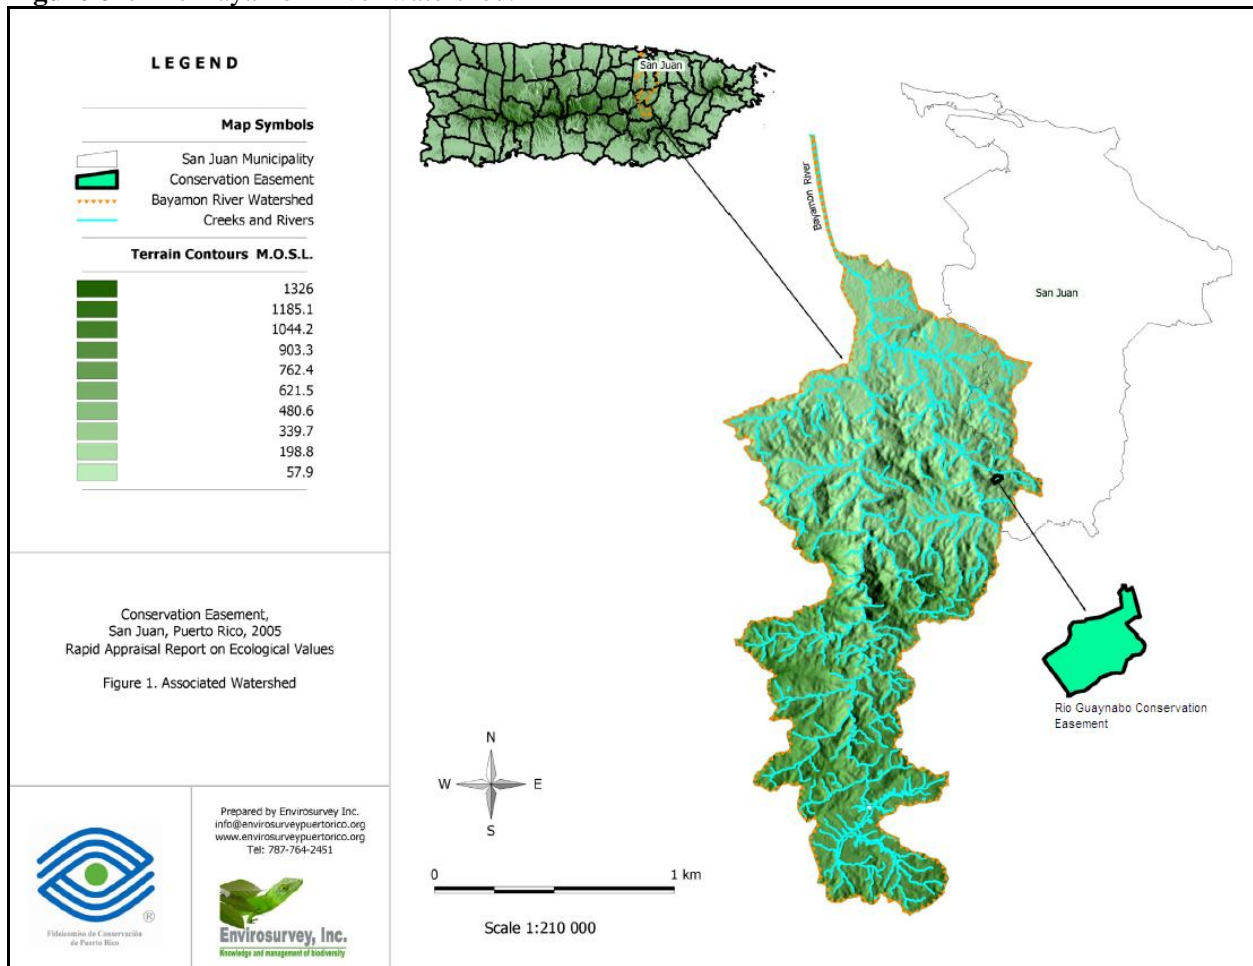 LEGEND
Map Symbols
San Juan Municipality
Conservation Easement
Bayamon River Watershed
Creeks and Rivers
Terrain Contours M.O.S.L.
1326
1185.1
1044.2
903.3
762.4
621.5
480.6
339.7
198.8
57.9
Conservation Easement,
San Juan, Puerto Rico, 2005
Rapid Appraisal Report on Ecological Values
Figure 1. Associated Watershed
Fideicomiso de Conservación
de Puerto Rico
®
Prepared by Envirosurvey Inc.
info@envirosurveypuertorico.org
www.envirosurveypuertorico.org
Tel: 787-764-2451
Envirosurvey, Inc.
Knowledge and management of biodiversity
San Juan
Bayamon River
San Juan
Rio Guaynabo Conservation
Easement
N
W E
S
0 1 km
Scale 1:210 000